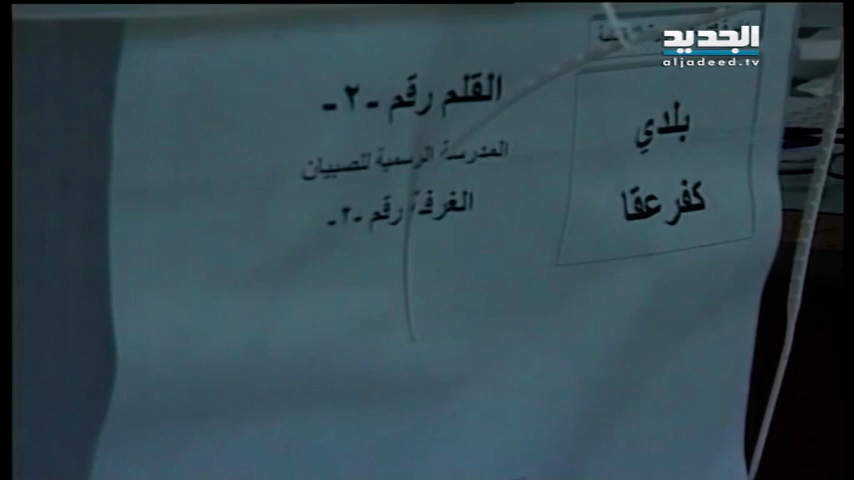 الجديد
aljadeed.tv
بلدي
كفرعقا
القلم رقم -٢-
المدرسة الرسمية للصبيان
الغرفة رقم -٢-